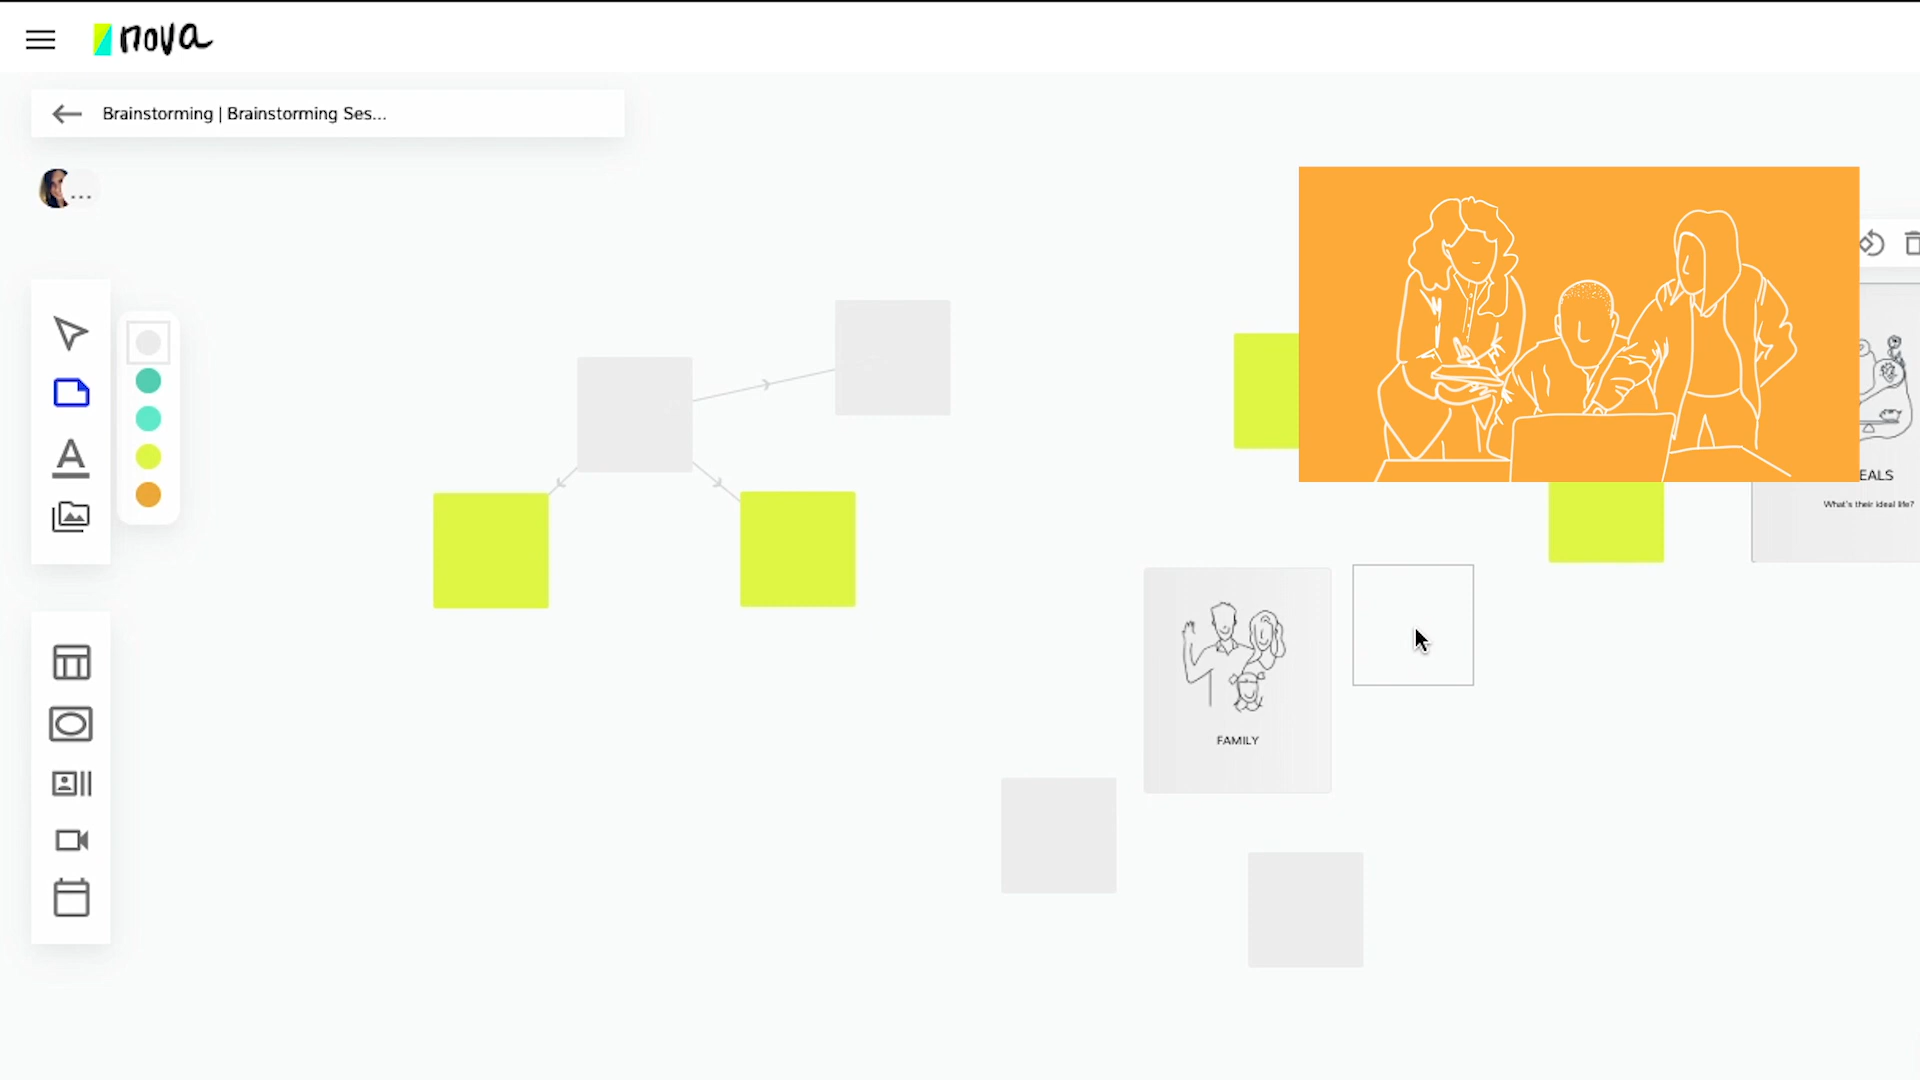 nova
Brainstorming | Brainstorming Ses...
...
A
EALS
What's their ideal life?
FAMILY